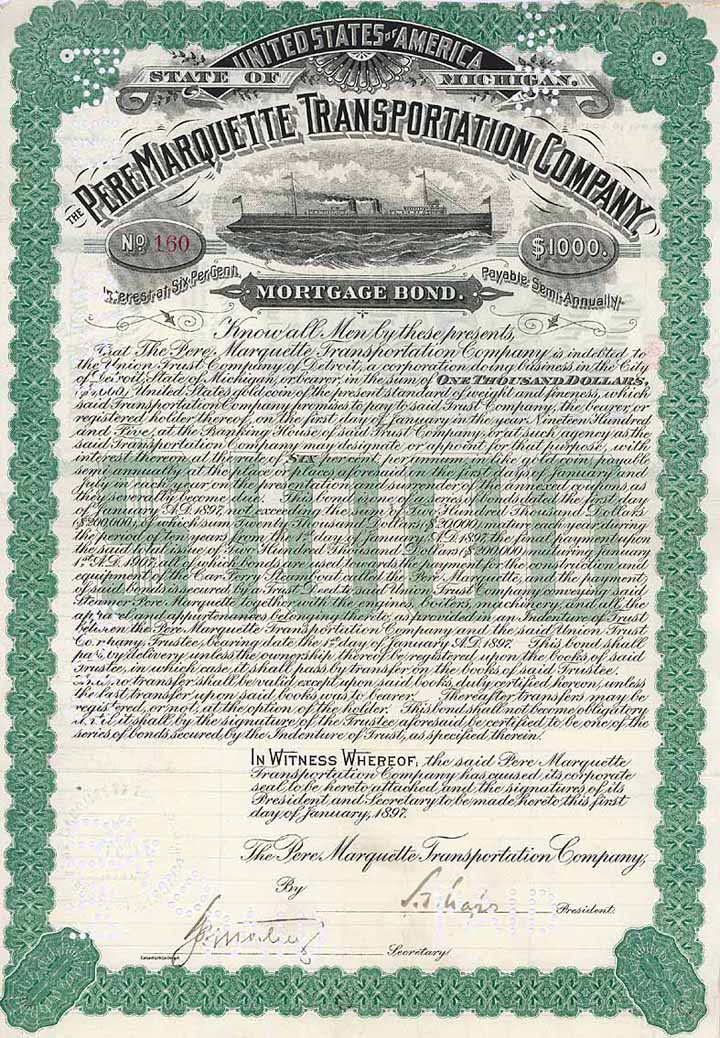 UNITED STATES OF AMERICA
STATE OF MICHIGAN.
THE PERE MARQUETTE TRANSPORTATION COMPANY.
No 160
$1000.
Interest at Six Per Cent.
Payable Semi-Annually.
MORTGAGE BOND.
Know all Men by these presents,
That The Pere Marquette Transportation Company is indebted to
the Union Trust Company of Detroit, a corporation doing business in the City
of Detroit, State of Michigan, or bearer, in the sum of ONE THOUSAND DOLLARS,
United States gold coin of the present standard of weight and fineness, which
said Transportation Company promises to pay to said Trust Company, the bearer, or
registered holder thereof, on the first day of January in the year Nineteen Hundred
and Five, at the Banking House of said Trust Company, or at such agency as the
said Transportation Company may designate or appoint for that purpose, with
interest thereon at the rate of SIX per annum, in like gold coin, payable
semi-annually at the place or places aforesaid on the first days of January and
July in each year on the presentation and surrender of the annexed coupons as
they severally become due. This bond is one of a series of bonds dated the first day
of January A.D. 1897, not exceeding the sum of Two Hundred Thousand Dollars
$200,000, of which sum Twenty Thousand Dollars ($20,000) matures each year during
the period of ten years from the 1st day of January A.D. 1897, the final payment upon
the said total issue of Two Hundred Thousand Dollars ($200,000) maturing January
1st A.D. 1907, all of which bonds are used towards the payment for the construction and
equipment of the Car Ferry Steamboat called the Pere Marquette, and the payment
of such bonds is secured by a Trust Deed to said Union Trust Company conveying said
Steamer Pere Marquette together with the engines, boilers, machinery, and all the
apparel and appurtenances belonging thereto, as provided in an Indenture of Trust
between the Pere Marquette Transportation Company and the said Union Trust
Company, Trustee, bearing date the 1st day of January A.D. 1897. This bond shall
pass by delivery unless the ownership thereof be registered upon the books of said
Trustee, in which case, it shall pass by transfer on the books of said Trustee.
no transfer shall be valid except upon said books, duly certified hereon, unless
the last transfer upon said books was to bearer. Thereafter transfers may be
registered, or not, at the option of the holder. This bond shall not become obligatory
until it shall by the signature of the Trustee aforesaid be certified to be one of the
series of bonds secured by the Indenture of Trust, as specified therein.
$1000
IN WITNESS WHEREOF, the said Pere Marquette
Transportation Company has caused its corporate
seal to be hereto attached and the signatures of its
President and Secretary to be made hereto this first
day of January, 1897.
The Pere Marquette Transportation Company,
By
President.
Secretary